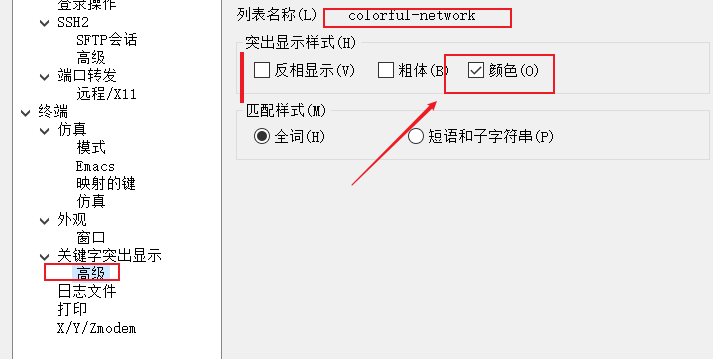 登录操作
SSH2
SFTP会话
高级
端口转发
远程/X11
终端
仿真
模式
Emacs
映射的键
仿真
外观
窗口
关键字突出显示
高级
日志文件
打印
X/Y/Zmodem
列表名称(L) colorful-network
突出显示样式(H)
反相显示(V) 粗体(B) 颜色(O)
匹配样式(M)
全词(H) 短语和子字符串(P)